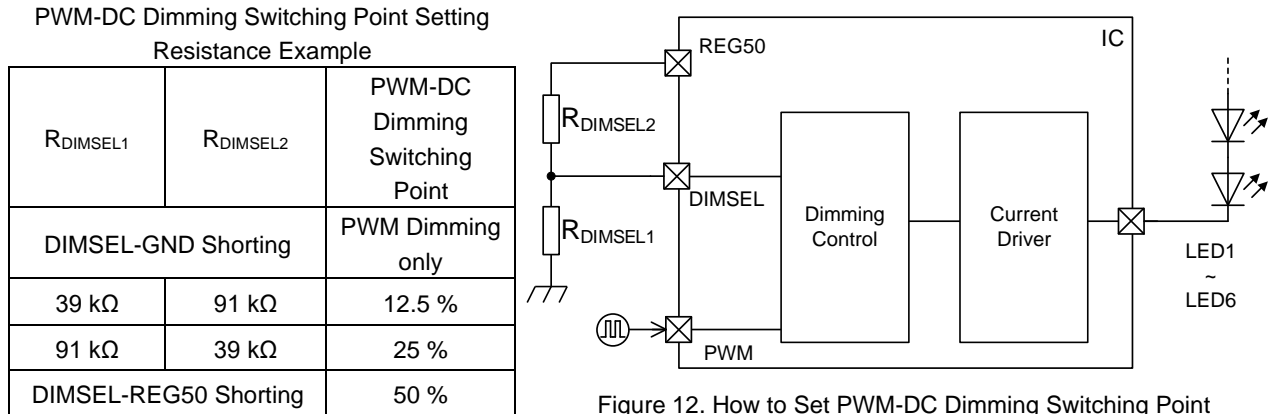 PWM-DC Dimming Switching Point Setting
Resistance Example
RDIMSEL1
RDIMSEL2
PWM-DC
Dimming
Switching
Point
DIMSEL-GND Shorting
PWM Dimming
only
39 kΩ
91 kΩ
12.5 %
91 kΩ
39 kΩ
25 %
DIMSEL-REG50 Shorting
50 %
REG50
IC
RDIMSEL2
DIMSEL
RDIMSEL1
Dimming
Control
Current
Driver
LED1
~
LED6
PWM
Figure 12. How to Set PWM-DC Dimming Switching Point